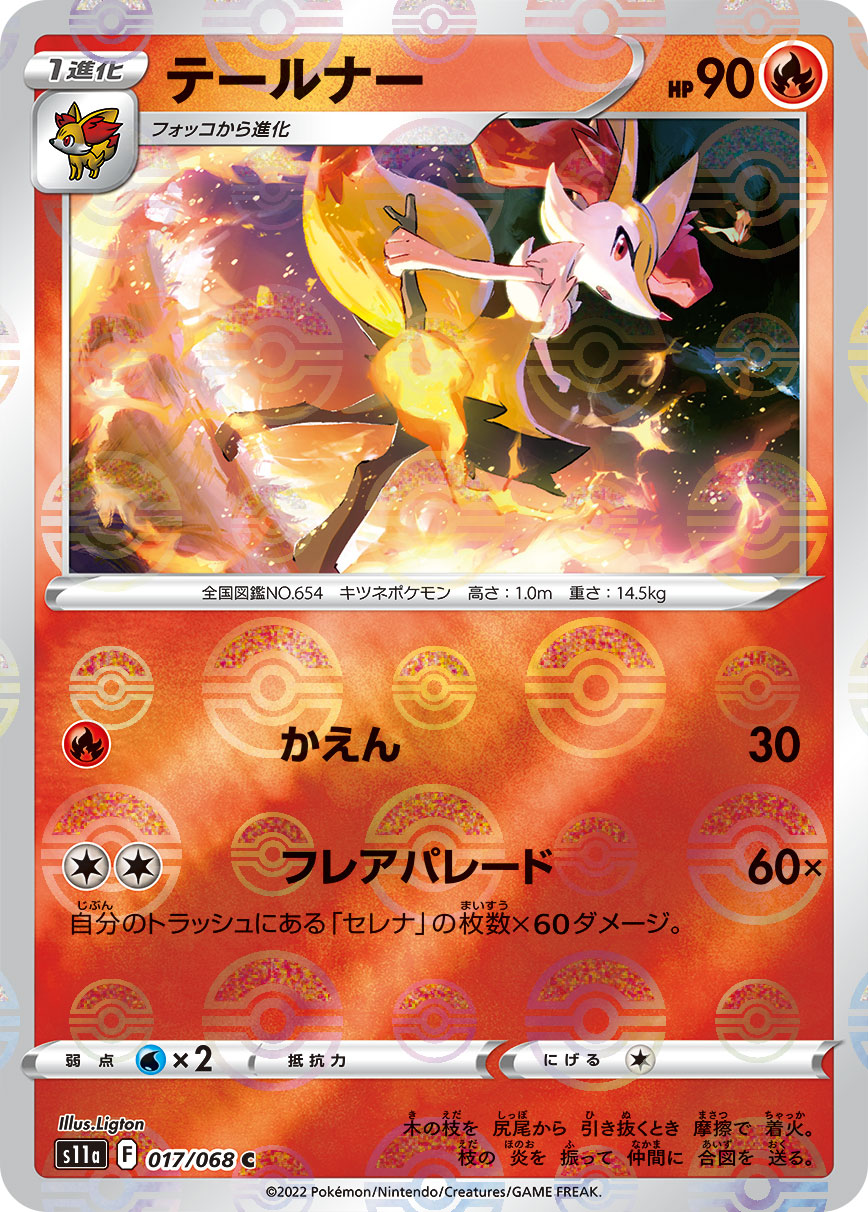 1進化
テールナー
HP90
フォッコから進化
全国図鑑NO.654 キツネポケモン 高さ:1.0m 重さ:14.5kg
かえん 30
フレアパレード 60×
自分のトラッシュにある「セレナ」の枚数×60ダメージ。
弱点 ×2 抵抗力 にげる
Illus.Ligton
s11a F 017/068 C
木の枝を 尻尾から 引き抜くとき 摩擦で 着火。
枝の 炎を 振って 仲間に 合図を 送る。
©2022 Pokémon/Nintendo/Creatures/GAME FREAK.